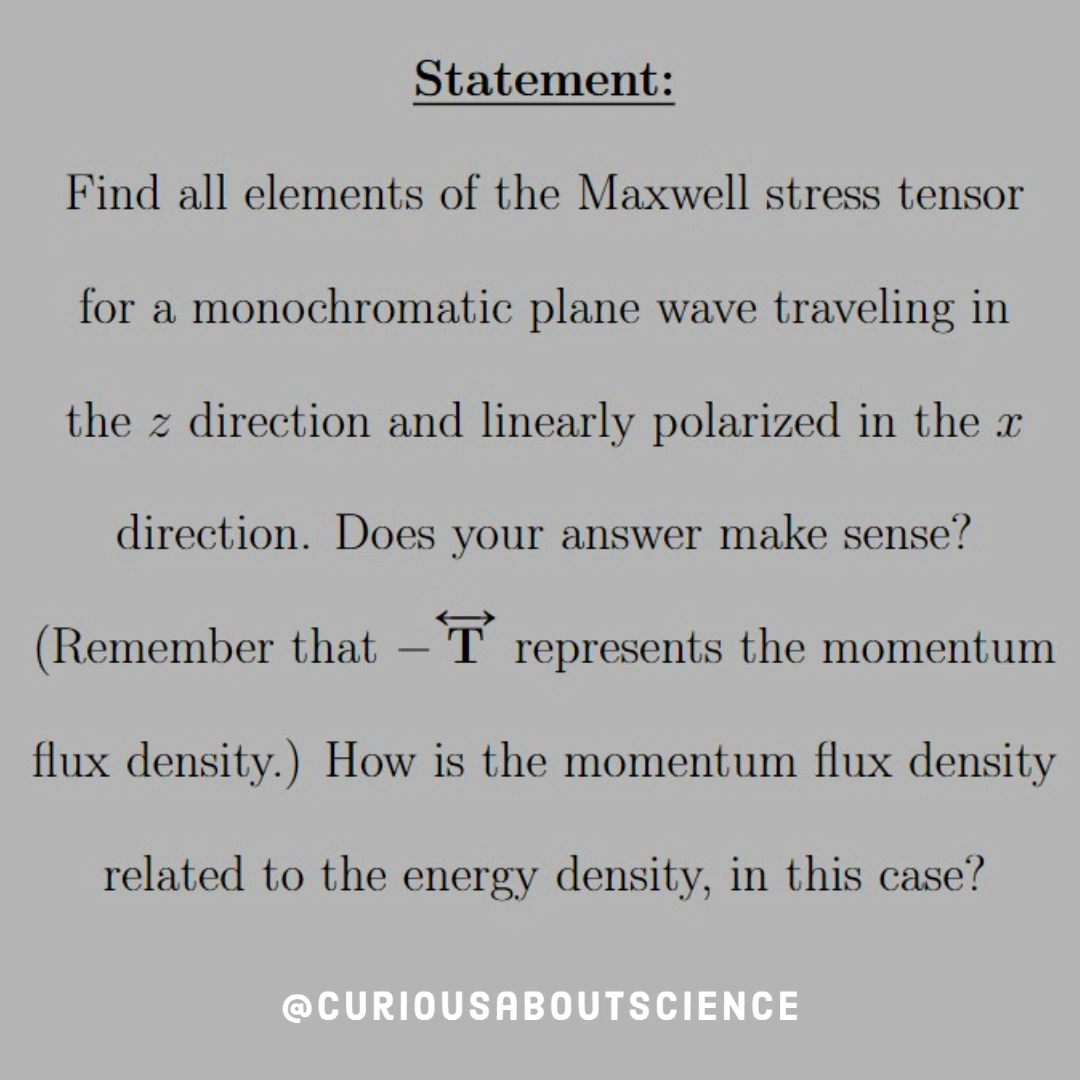 Statement:
Find all elements of the Maxwell stress tensor
for a monochromatic plane wave traveling in
the z direction and linearly polarized in the x
direction. Does your answer make sense?
(Remember that −T⃡ represents the momentum
flux density.) How is the momentum flux density
related to the energy density, in this case?
@CURIOUSABOUTSCIENCE